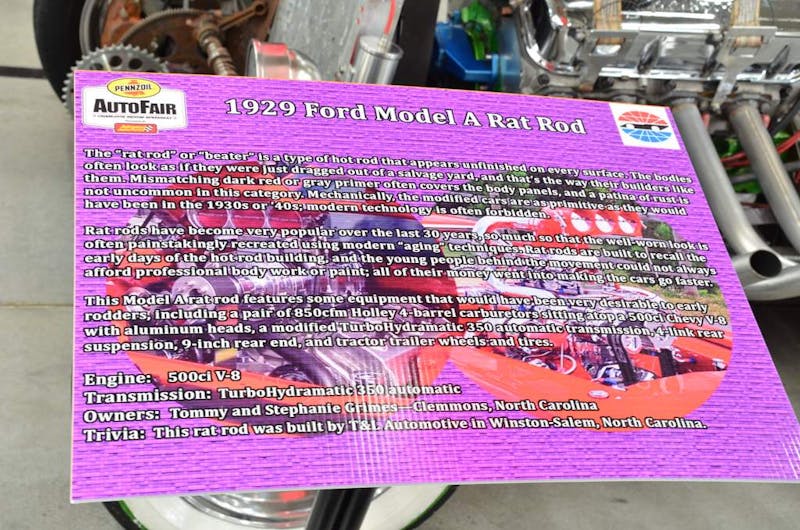 PENNZOIL
AUTOFAIR
CHARLOTTE MOTOR SPEEDWAY
1929 Ford Model A Rat Rod
The "rat rod" or "beater" is a type of hot rod that appears unfinished on every surface. The bodies
often look as if they were just dragged out of a salvage yard, and that's the way their builders like
them. Mismatching dark red or gray primer often covers the body panels, and a patina of rust is
not uncommon in this category. Mechanically, the modified cars are as primitive as they would
have been in the 1930s or '40s; modern technology is often forbidden.
Rat rods have become very popular over the last 20 years, so much so that the well-worn look is
often painstakingly recreated using modern "aging" techniques. Rat rods are built to recall the
early days of the hot rod building, and the young people behind the movement could not always
afford professional body work or paint; all of their money went into making the cars go faster.
This Model A rat rod features some equipment that would have been very desirable to early
rodders, including a pair of 850cfm Holley 4-barrel carburetors sitting atop a 500ci Chevy V-8
with aluminum heads, a modified TurboHydramatic 350 automatic transmission, 4-link rear
suspension, 9-inch rear end, and tractor trailer wheels and tires.
Engine: 500ci V-8
Transmission: TurboHydramatic 350 automatic
Owners: Tommy and Stephanie Grimes—Clemmons, North Carolina
Trivia: This rat rod was built by T&L Automotive in Winston-Salem, North Carolina.